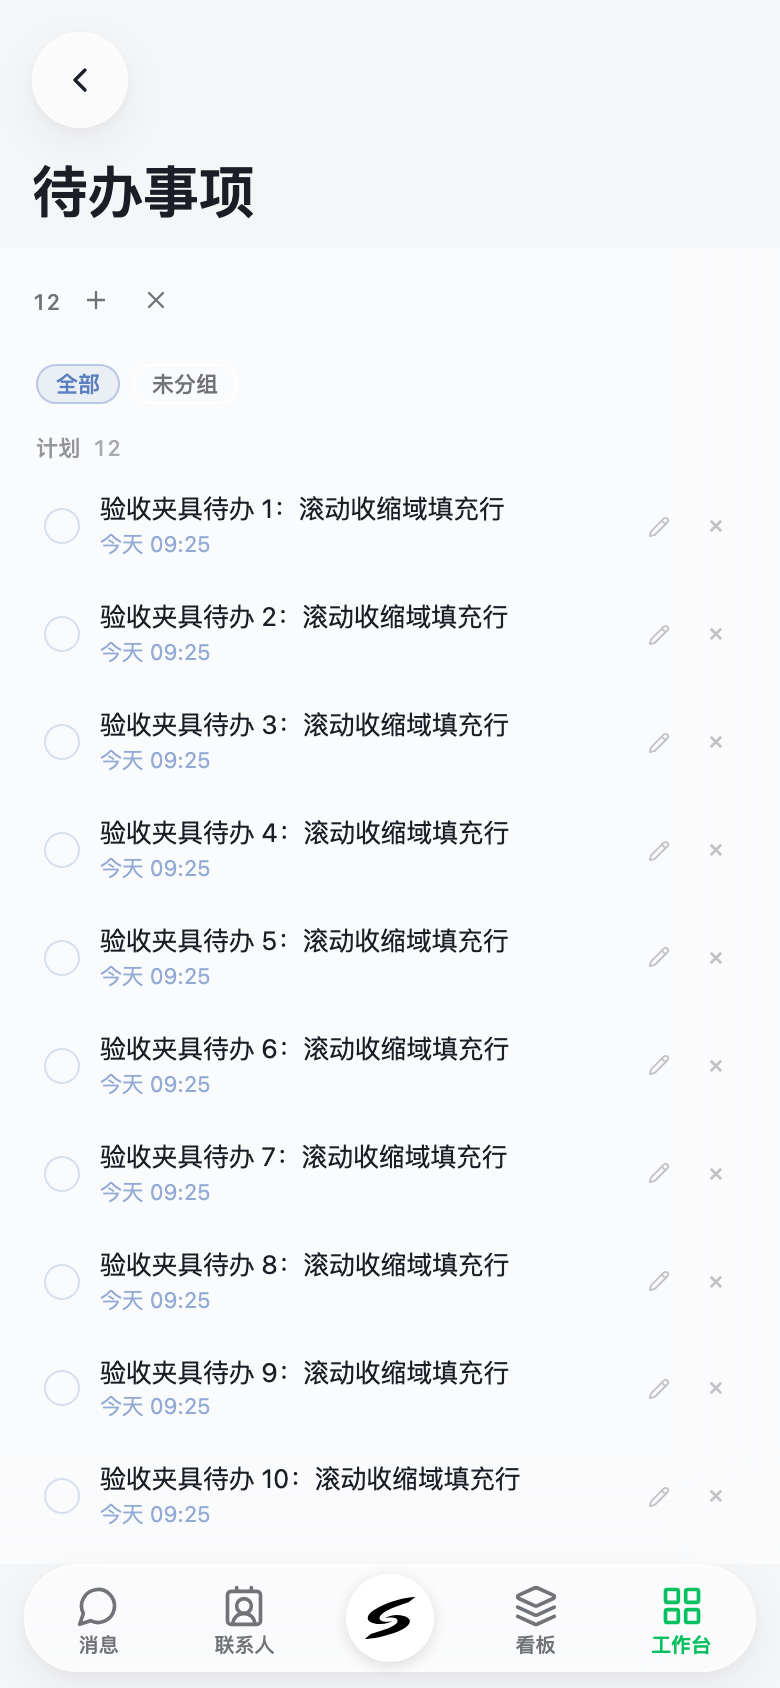 待办事项
12
全部 未分组
计划 12
验收夹具待办 1：滚动收缩域填充行
今天 09:25
验收夹具待办 2：滚动收缩域填充行
今天 09:25
验收夹具待办 3：滚动收缩域填充行
今天 09:25
验收夹具待办 4：滚动收缩域填充行
今天 09:25
验收夹具待办 5：滚动收缩域填充行
今天 09:25
验收夹具待办 6：滚动收缩域填充行
今天 09:25
验收夹具待办 7：滚动收缩域填充行
今天 09:25
验收夹具待办 8：滚动收缩域填充行
今天 09:25
验收夹具待办 9：滚动收缩域填充行
今天 09:25
验收夹具待办 10：滚动收缩域填充行
今天 09:25
消息 联系人 看板 工作台